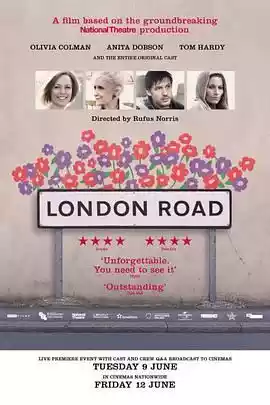 A film based on the groundbreaking
National Theatre production
OLIVIA COLMAN ANITA DOBSON TOM HARDY
AND THE ENTIRE ORIGINAL CAST
Directed by Rufus Norris
LONDON ROAD
★★★★ ★★★★
'Unforgettable.
You need to see it'
'Outstanding'
LIVE PREMIERE EVENT WITH CAST AND CREW Q&A BROADCAST TO CINEMAS
TUESDAY 9 JUNE
IN CINEMAS NATIONWIDE
FRIDAY 12 JUNE